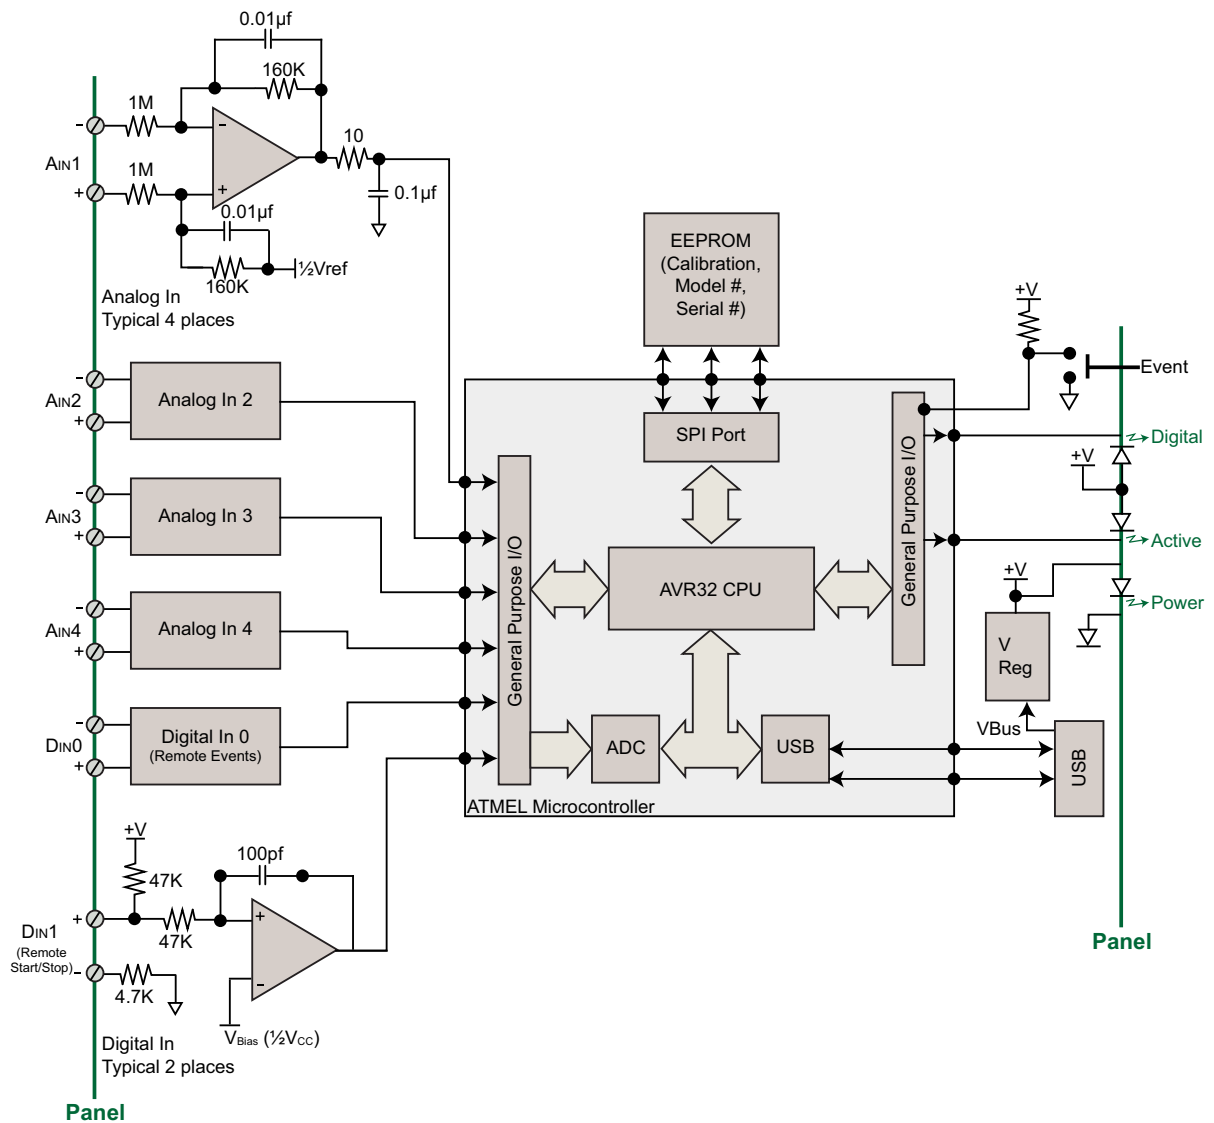 0.01µf
160K
1M
-
-
AIN1
1M
+
+
10
0.1µf
0.01µf
½Vref
160K
Analog In
Typical 4 places
-
AIN2
+
Analog In 2
-
AIN3
+
Analog In 3
-
AIN4
+
Analog In 4
-
DIN0
+
Digital In 0
(Remote Events)
+V
47K
100pf
+
DIN1
(Remote
Start/Stop)
-
47K
4.7K
+
-
VBias (½VCC)
Digital In
Typical 2 places
Panel
EEPROM
(Calibration,
Model #,
Serial #)
SPI Port
General Purpose I/O
AVR32 CPU
General Purpose I/O
ADC
USB
ATMEL Microcontroller
+V
Event
Digital
+V
Active
+V
Power
V
Reg
VBus
USB
Panel